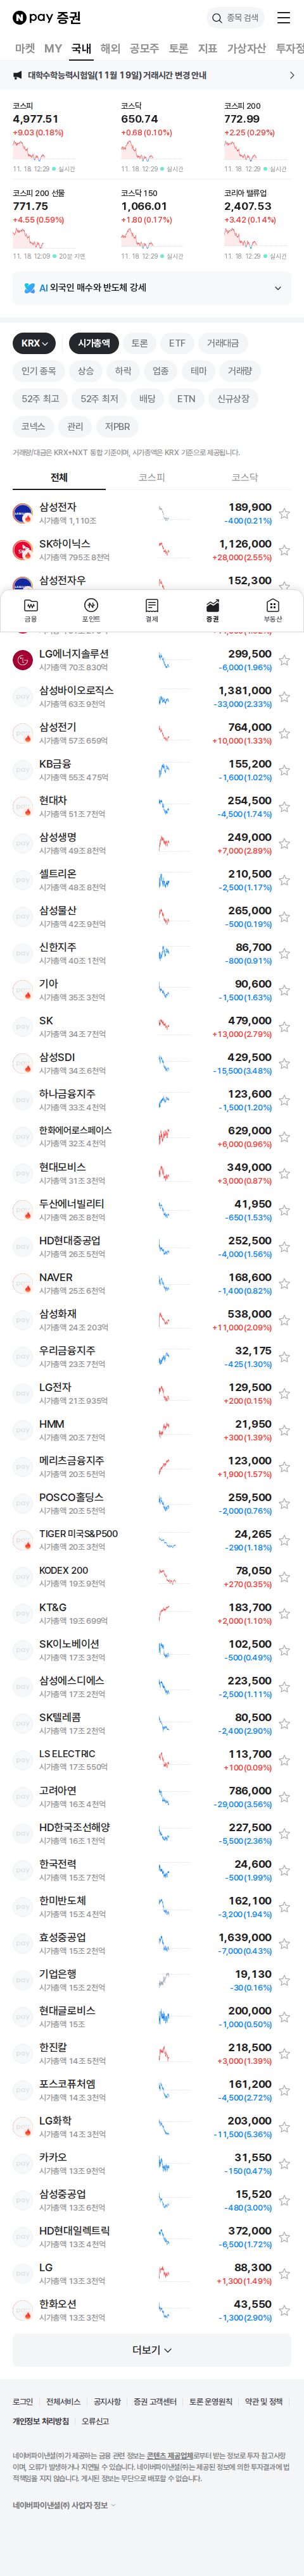 pay 증권
종목 검색
마켓 MY 국내 해외 공모주 토론 지표 가상자산 투자정
대학수학능력시험일(11월 19일) 거래시간 변경 안내
코스피 코스닥 코스피 200
4,977.51 650.74 772.99
+9.03 (0.18%) +0.68 (0.10%) +2.25 (0.29%)
11. 18. 12:29 실시간 11. 18. 12:29 실시간 11. 18. 12:29 실시간
코스피 200 선물 코스닥 150 코리아 밸류업
771.75 1,066.01 2,407.53
+4.55 (0.59%) +1.80 (0.17%) +3.42 (0.14%)
11. 18. 12:09 20분 지연 11. 18. 12:29 실시간 11. 18. 12:29 실시간
AI 외국인 매수와 반도체 강세
KRX 시가총액 토론 ETF 거래대금
인기 종목 상승 하락 업종 테마 거래량
52주 최고 52주 최저 배당 ETN 신규상장
코넥스 관리 저PBR
거래량/대금은 KRX+NXT 통합 기준이며, 시가총액은 KRX 기준으로 제공됩니다.
전체 코스피 코스닥
삼성전자 189,900
시가총액 1,110조 -400(0.21%)
SK하이닉스 1,126,000
시가총액 795조 8천억 +28,000(2.55%)
삼성전자우 152,300
금융 포인트 결제 증권 부동산
LG에너지솔루션 299,500
시가총액 70조 830억 -6,000(1.96%)
삼성바이오로직스 1,381,000
시가총액 63조 9천억 -33,000(2.33%)
삼성전기 764,000
시가총액 57조 659억 +10,000(1.33%)
KB금융 155,200
시가총액 55조 475억 -1,600(1.02%)
현대차 254,500
시가총액 51조 7천억 -4,500(1.74%)
삼성생명 249,000
시가총액 49조 8천억 +7,000(2.89%)
셀트리온 210,500
시가총액 48조 8천억 -2,500(1.17%)
삼성물산 265,000
시가총액 42조 9천억 -500(0.19%)
신한지주 86,700
시가총액 40조 1천억 -800(0.91%)
기아 90,600
시가총액 35조 3천억 -1,500(1.63%)
SK 479,000
시가총액 34조 7천억 +13,000(2.79%)
삼성SDI 429,500
시가총액 34조 6천억 -15,500(3.48%)
하나금융지주 123,600
시가총액 33조 4천억 -1,500(1.20%)
한화에어로스페이스 629,000
시가총액 32조 4천억 +6,000(0.96%)
현대모비스 349,000
시가총액 31조 3천억 +3,000(0.87%)
두산에너빌리티 41,950
시가총액 26조 8천억 -650(1.53%)
HD현대중공업 252,500
시가총액 26조 5천억 -4,000(1.56%)
NAVER 168,600
시가총액 25조 6천억 -1,400(0.82%)
삼성화재 538,000
시가총액 24조 203억 +11,000(2.09%)
우리금융지주 32,175
시가총액 23조 7천억 -425(1.30%)
LG전자 129,500
시가총액 21조 935억 +200(0.15%)
HMM 21,950
시가총액 20조 7천억 +300(1.39%)
메리츠금융지주 123,000
시가총액 20조 5천억 +1,900(1.57%)
POSCO홀딩스 259,500
시가총액 20조 5천억 -2,000(0.76%)
TIGER 미국S&P500 24,265
시가총액 20조 3천억 -290(1.18%)
KODEX 200 78,050
시가총액 19조 9천억 +270(0.35%)
KT&G 183,700
시가총액 19조 699억 +2,000(1.10%)
SK이노베이션 102,500
시가총액 17조 3천억 -500(0.49%)
삼성에스디에스 223,500
시가총액 17조 2천억 -2,500(1.11%)
SK텔레콤 80,500
시가총액 17조 2천억 -2,400(2.90%)
LS ELECTRIC 113,700
시가총액 17조 550억 +100(0.09%)
고려아연 786,000
시가총액 16조 4천억 -29,000(3.56%)
HD한국조선해양 227,500
시가총액 16조 1천억 -5,500(2.36%)
한국전력 24,600
시가총액 15조 7천억 -500(1.99%)
한미반도체 162,100
시가총액 15조 4천억 -3,200(1.94%)
효성중공업 1,639,000
시가총액 15조 2천억 -7,000(0.43%)
기업은행 19,130
시가총액 15조 2천억 -30(0.16%)
현대글로비스 200,000
시가총액 15조 -1,000(0.50%)
한진칼 218,500
시가총액 14조 5천억 +3,000(1.39%)
포스코퓨처엠 161,200
시가총액 14조 3천억 -4,500(2.72%)
LG화학 203,000
시가총액 14조 3천억 -11,500(5.36%)
카카오 31,550
시가총액 13조 9천억 -150(0.47%)
삼성중공업 15,520
시가총액 13조 6천억 -480(3.00%)
HD현대일렉트릭 372,000
시가총액 13조 4천억 -6,500(1.72%)
LG 88,300
시가총액 13조 3천억 +1,300(1.49%)
한화오션 43,550
시가총액 13조 3천억 -1,300(2.90%)
더보기
로그인 전체서비스 공지사항 증권 고객센터 토론 운영원칙 약관 및 정책
개인정보 처리방침 오류신고
네이버파이낸셜㈜가 제공하는 금융 관련 정보는 콘텐츠 제공업체로부터 받는 정보로 투자 참고사항
이며, 오류가 발생하거나 지연될 수 있습니다. 네이버파이낸셜㈜는 제공된 정보에 의한 투자결과에 법
적책임을 지지 않습니다. 게시된 정보는 무단으로 배포할 수 없습니다.
네이버파이낸셜㈜ 사업자 정보